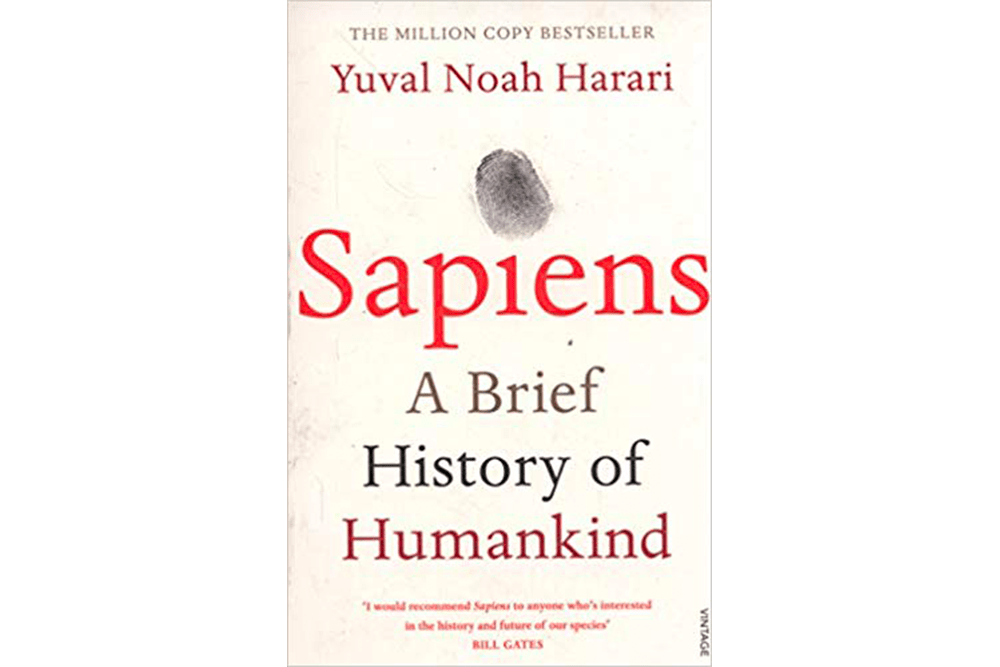 THE MILLION COPY BESTSELLER
Yuval Noah Harari
Sapiens
A Brief
History of
Humankind
'I would recommend Sapiens to anyone who's interested
in the history and future of our species'
BILL GATES
VINTAGE